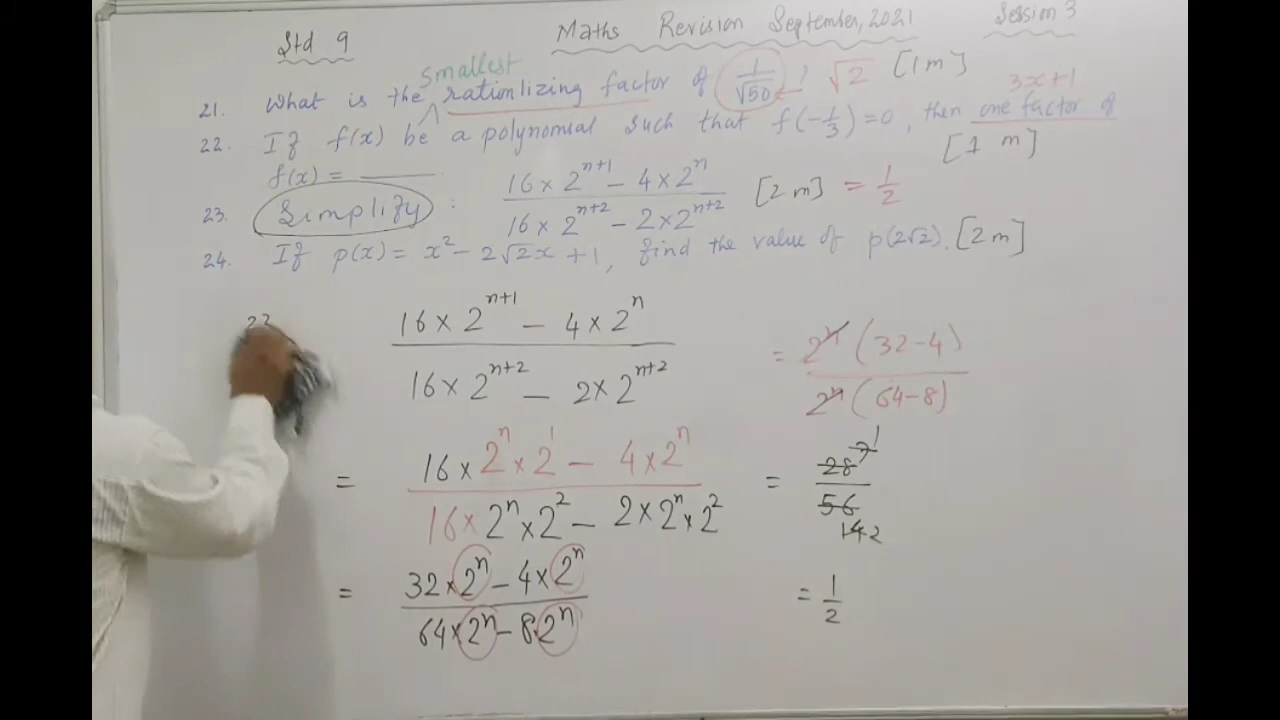 Std 9
Maths Revision September, 2021
Session 3
smallest
21. What is the rationlizing factor of 1/√50 ? √2 [1m]
3x+1
22. If f(x) be a polynomial such that f(-1/3)=0, then one factor of
f(x) = ______ [1 m]
23. Simplify : (16 × 2^(n+1) - 4 × 2^n) / (16 × 2^(n+2) - 2 × 2^(n+2)) [2 m] = 1/2
24. If p(x) = x² - 2√2x + 1, find the value of p(2√2). [2 m]
(16 × 2^(n+1) - 4 × 2^n) / (16 × 2^(n+2) - 2 × 2^(n+2))
= (16 × 2^n × 2^1 - 4 × 2^n) / (16 × 2^n × 2^2 - 2 × 2^n × 2^2)
= (32 × 2^n - 4 × 2^n) / (64 × 2^n - 8 2^n)
= 2^n (32 - 4) / 2^n (64 - 8)
= 28 7 1 / 56 14 2
= 1/2